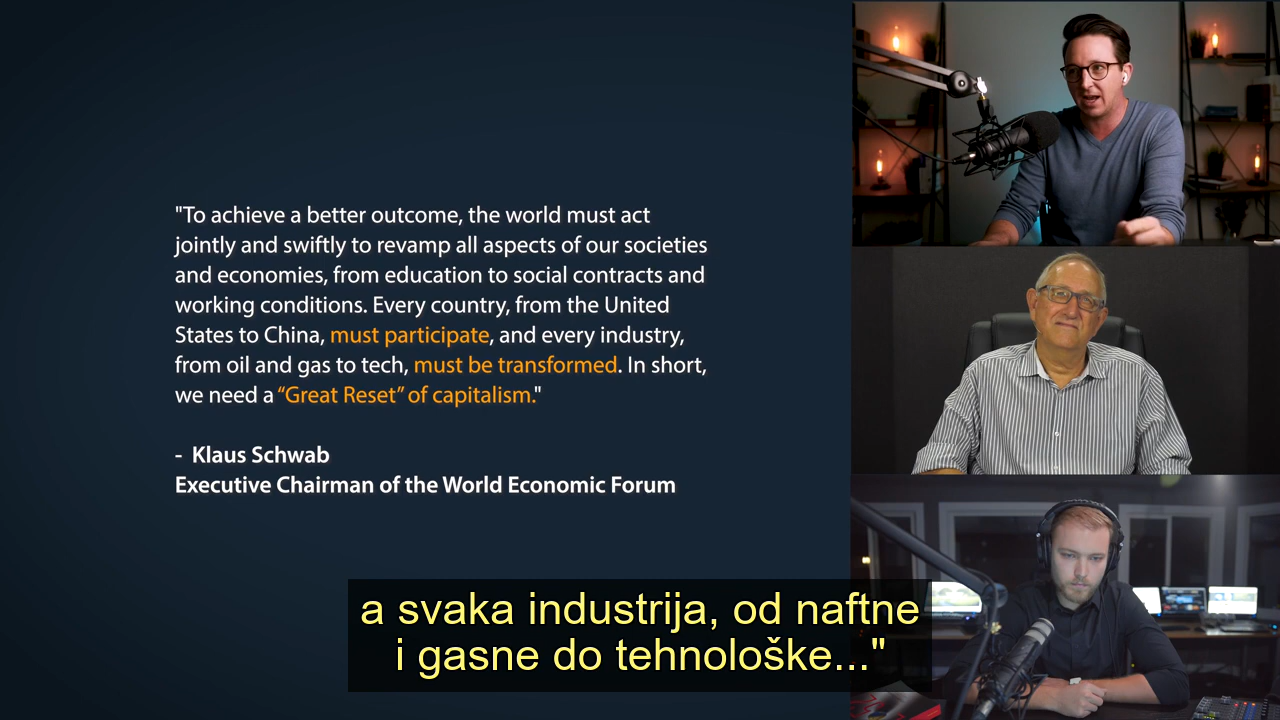 "To achieve a better outcome, the world must act
jointly and swiftly to revamp all aspects of our societies
and economies, from education to social contracts and
working conditions. Every country, from the United
States to China, must participate, and every industry,
from oil and gas to tech, must be transformed. In short,
we need a “Great Reset” of capitalism."
- Klaus Schwab
Executive Chairman of the World Economic Forum
a svaka industrija, od naftne
i gasne do tehnološke..."